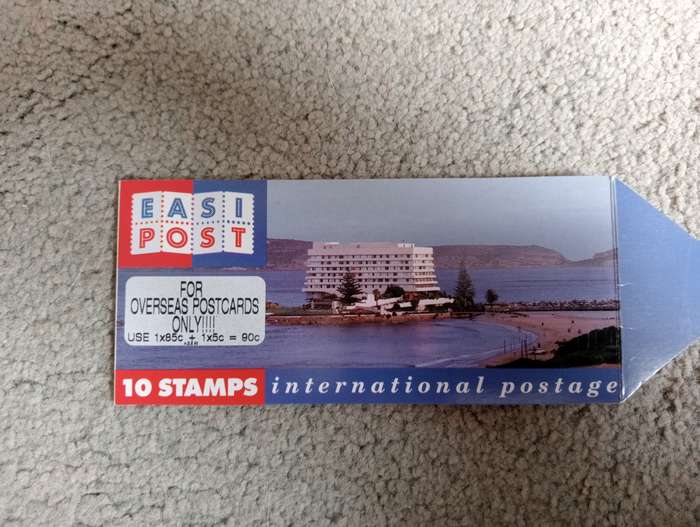 EASI
POST
FOR
OVERSEAS POSTCARDS
ONLY!!!!
USE 1x85c + 1x5c = 90c
10 STAMPS
international postage